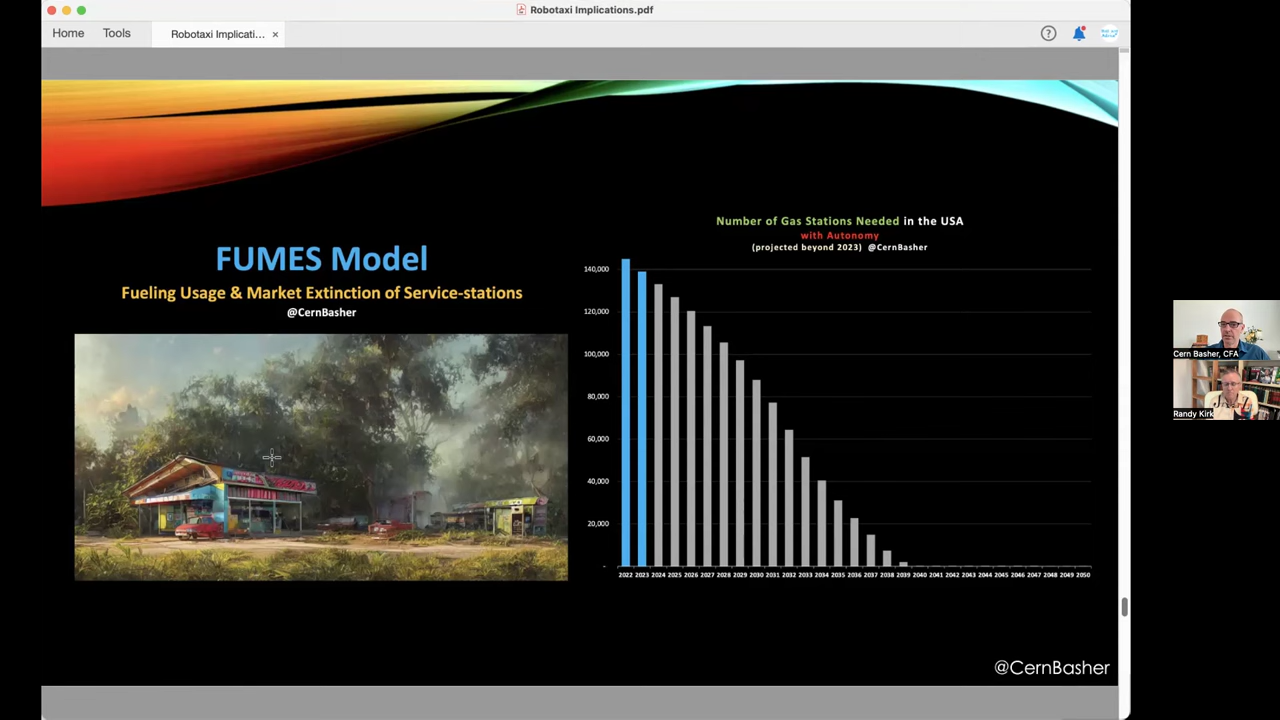 Robotaxi Implications.pdf
Home
Tools
Robotaxi Implicati...
×
?
FUMES Model
Fueling Usage & Market Extinction of Service-stations
@CernBasher
Number of Gas Stations Needed in the USA
with Autonomy
(projected beyond 2023) @CernBasher
140,000
120,000
100,000
80,000
60,000
40,000
20,000
-
2022 2023 2024 2025 2026 2027 2028 2029 2030 2031 2032 2033 2034 2035 2036 2037 2038 2039 2040 2041 2042 2043 2044 2045 2046 2047 2048 2049 2050
@CernBasher
Cern Basher, CFA
Randy Kirk